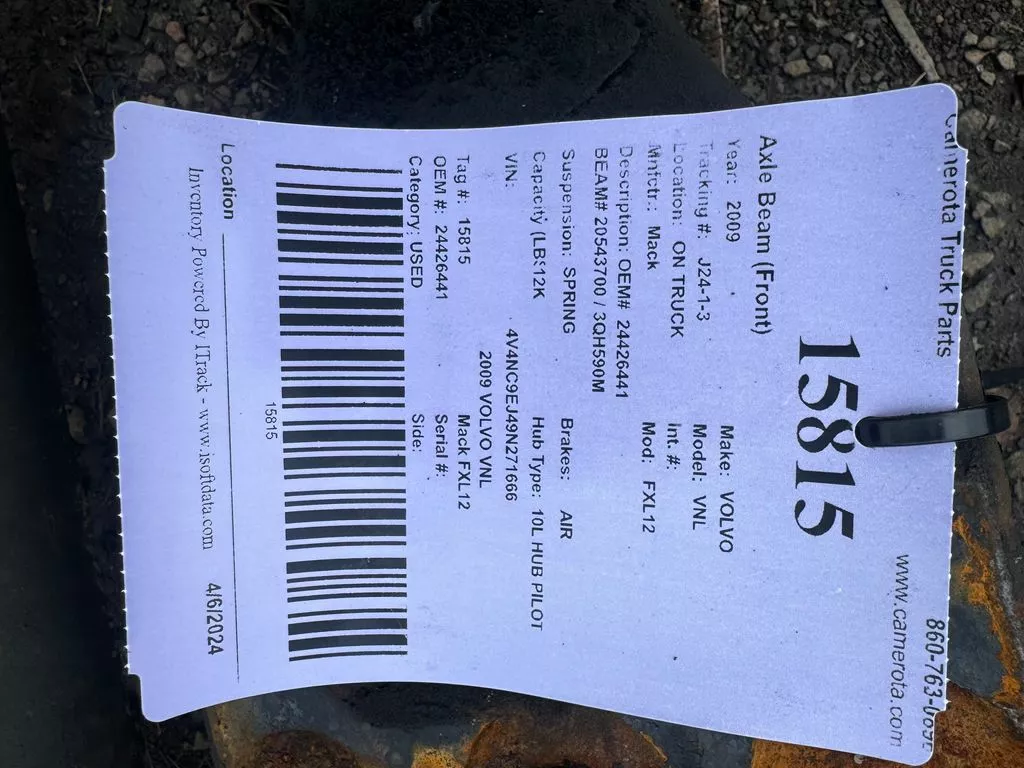 Camerota Truck Parts
860-763-0896
www.camerota.com
15815
Axle Beam (Front)
Year: 2009 Make: VOLVO
Tracking #: J24-1-3 Model: VNL
Location: ON TRUCK Int.#:
Mnfctr.: Mack Mod: FXL12
Description: OEM# 24426441
BEAM# 20543700 / 3QH590M
Suspension: SPRING Brakes: AIR
Capacity (LBS 12K Hub Type: 10L HUB PILOT
VIN: 4V4NC9EJ49N271666
2009 VOLVO VNL
Tag #: 15815 Mack FXL12
OEM #: 24426441 Serial #:
Category: USED Side:
15815
Location
Inventory Powered By ITrack - www.isoftdata.com 4/6/2024